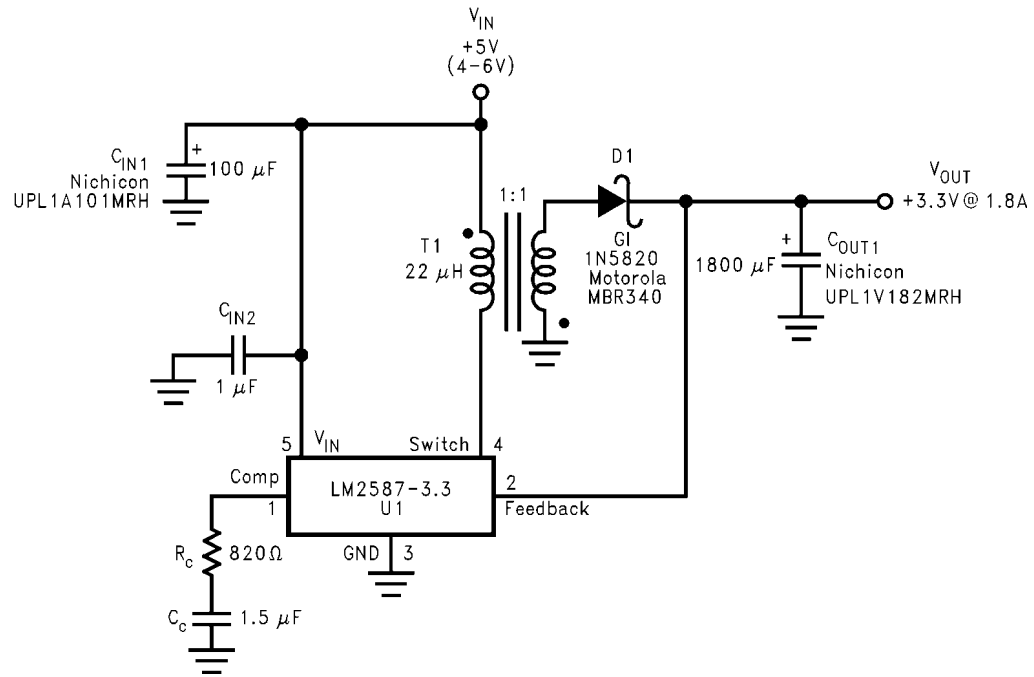 V_IN
+5V
(4–6V)
C_IN1
Nichicon
UPL1A101MRH
+
100 μF
D1
1:1
V_OUT
+3.3V@ 1.8A
T1
22 μH
GI
1N5820
Motorola
MBR340
1800 μF
+
C_OUT1
Nichicon
UPL1V182MRH
C_IN2
1 μF
5
V_IN
Switch
4
Comp
1
LM2587-3.3
U1
2
Feedback
GND
3
R_c
820Ω
C_c
1.5 μF